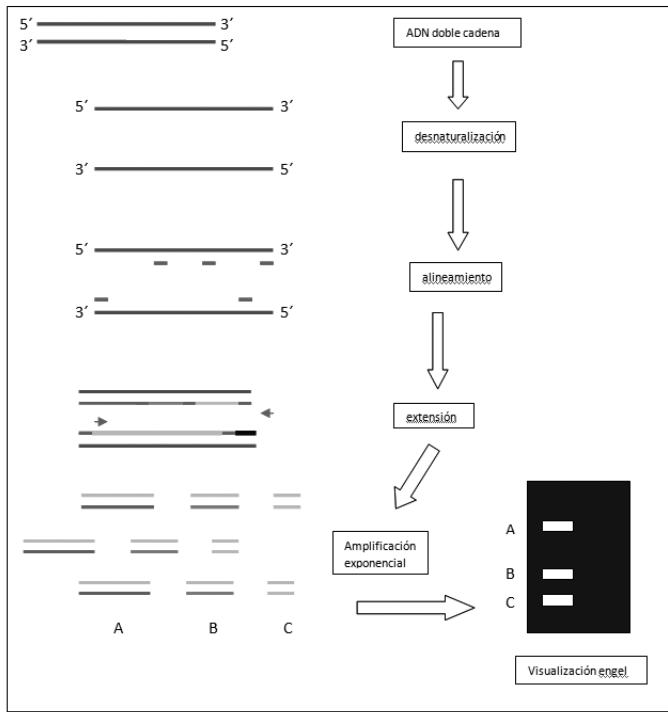 5´ 3´
3´ 5´
ADN doble cadena
5´ 3´
desnaturalización
3´ 5´
5´ 3´
alineamiento
3´ 5´
extensión
Amplificación
exponencial
A
B
C
A B C
Visualización engel